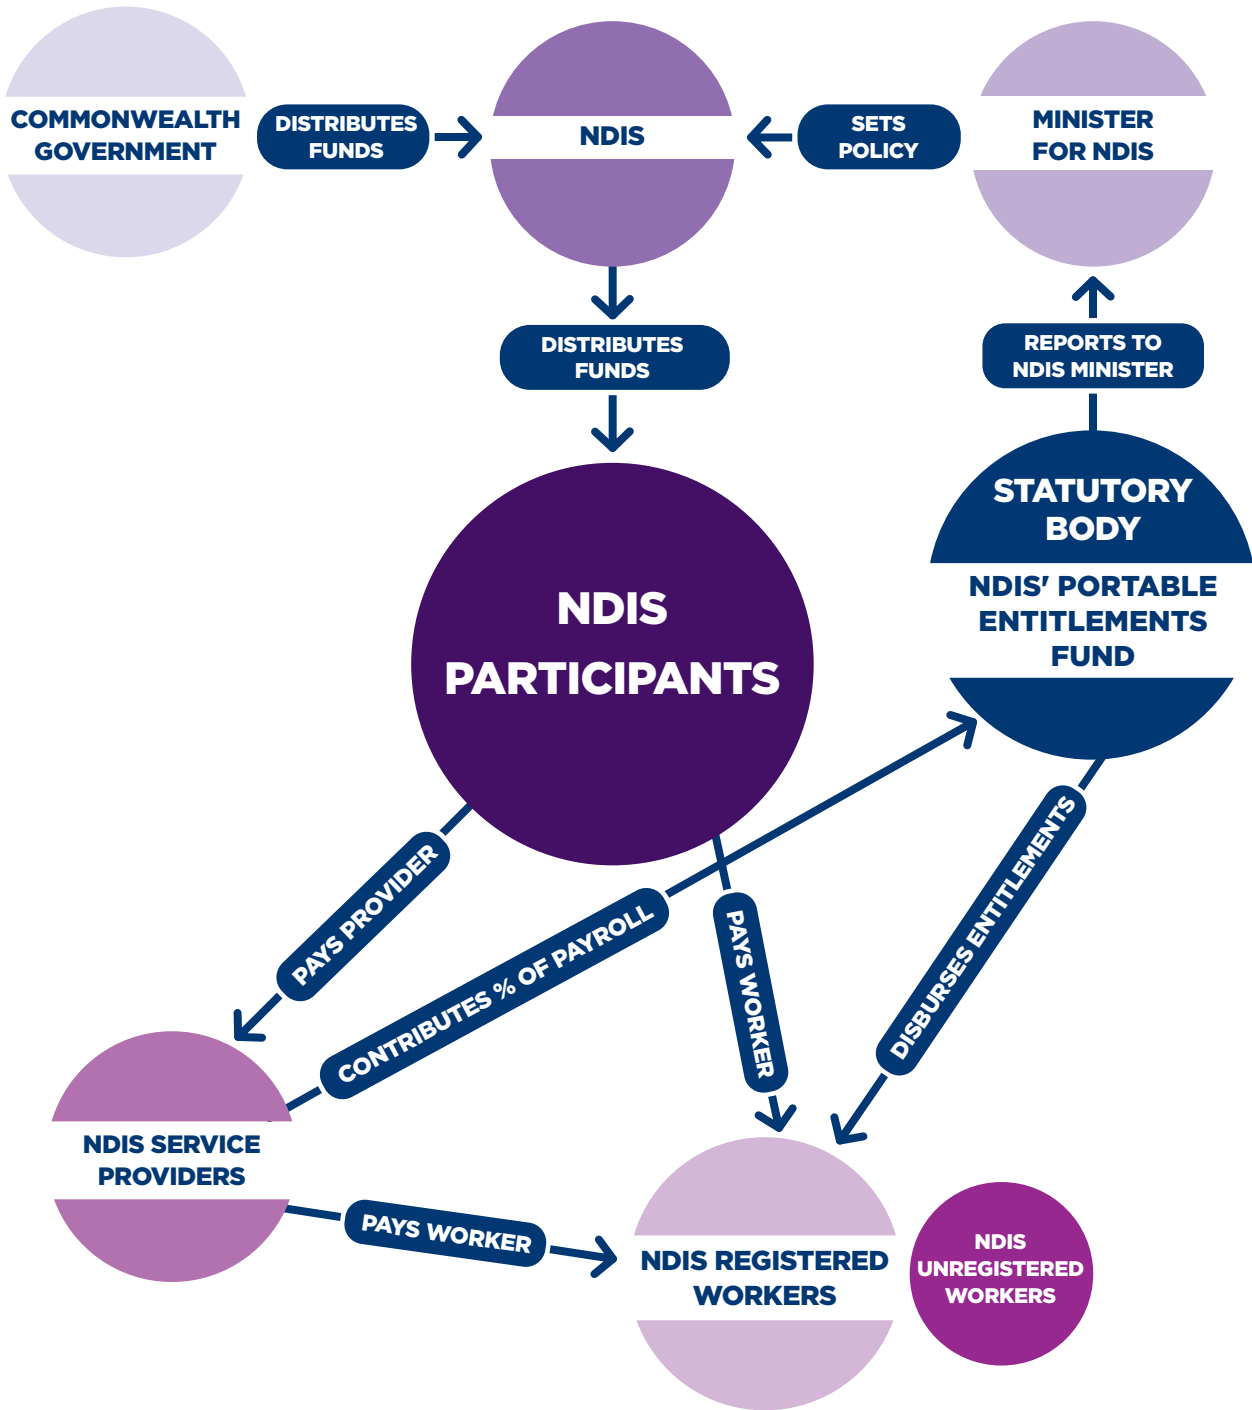 COMMONWEALTH
GOVERNMENT
DISTRIBUTES
FUNDS
NDIS
SETS
POLICY
MINISTER
FOR NDIS
DISTRIBUTES
FUNDS
REPORTS TO
NDIS MINISTER
STATUTORY
BODY
NDIS' PORTABLE
ENTITLEMENTS
FUND
NDIS
PARTICIPANTS
PAYS PROVIDER
CONTRIBUTES % OF PAYROLL
PAYS WORKER
DISBURSES ENTITLEMENTS
NDIS SERVICE
PROVIDERS
PAYS WORKER
NDIS REGISTERED
WORKERS
NDIS
UNREGISTERED
WORKERS